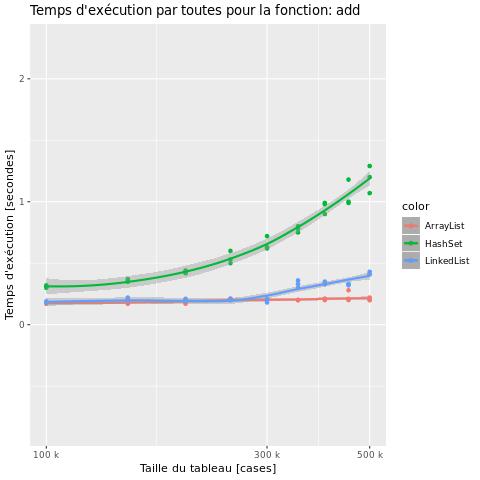 Temps d'exécution par toutes pour la fonction: add
Temps d'exécution [secondes]
2
1
0
100 k
300 k
500 k
Taille du tableau [cases]
color
ArrayList
HashSet
LinkedList